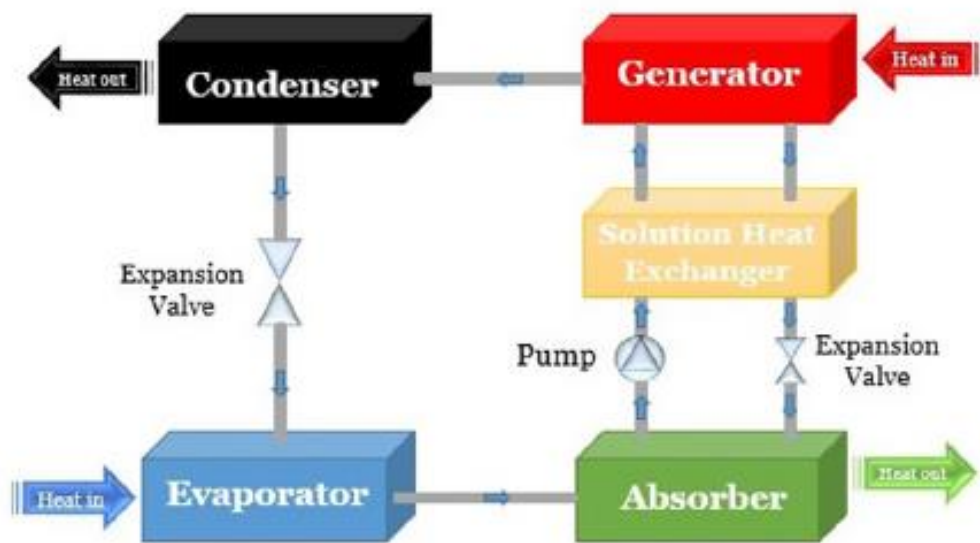 Heat out
Condenser
Generator
Heat in
Solution Heat
Exchanger
Expansion
Valve
Pump
Expansion
Valve
Heat in
Evaporator
Absorber
Heat out